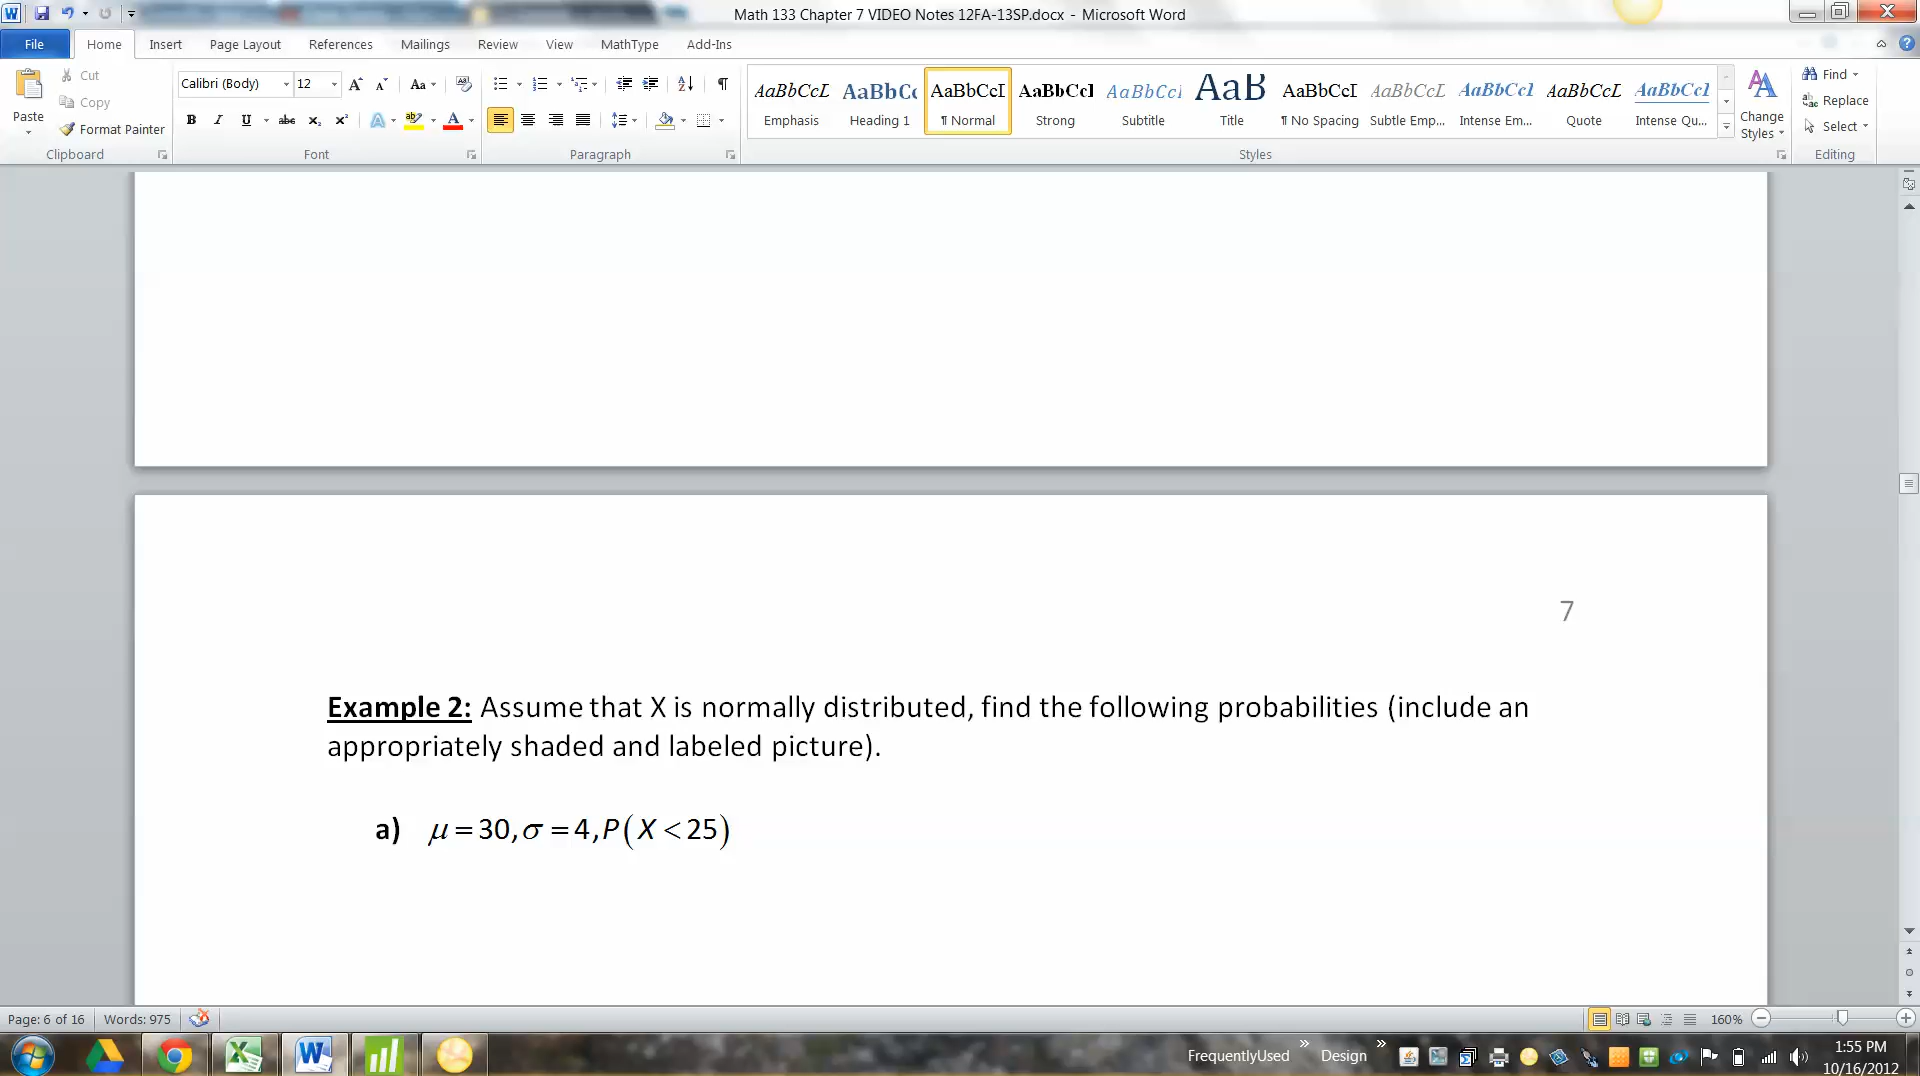 Math 133 Chapter 7 VIDEO Notes 12FA-13SP.docx - Microsoft Word
File Home Insert Page Layout References Mailings Review View MathType Add-Ins
Paste
Cut
Copy
Format Painter
Clipboard
Calibri (Body) 12
Font
Paragraph
AaBbCcL AaBbCc AaBbCcI AaBbCcI AaBbCcI AaB AaBbCcI AaBbCcL AaBbCcI AaBbCcL AaBbCcI
Emphasis Heading 1 ¶ Normal Strong Subtitle Title ¶ No Spacing Subtle Emp... Intense Em... Quote Intense Qu...
Styles
Change
Styles
Find
Replace
Select
Editing
7
Example 2: Assume that X is normally distributed, find the following probabilities (include an
appropriately shaded and labeled picture).
a) μ = 30, σ = 4, P(X < 25)
Page: 6 of 16 Words: 975 160%
FrequentlyUsed » Design »
1:55 PM
10/16/2012